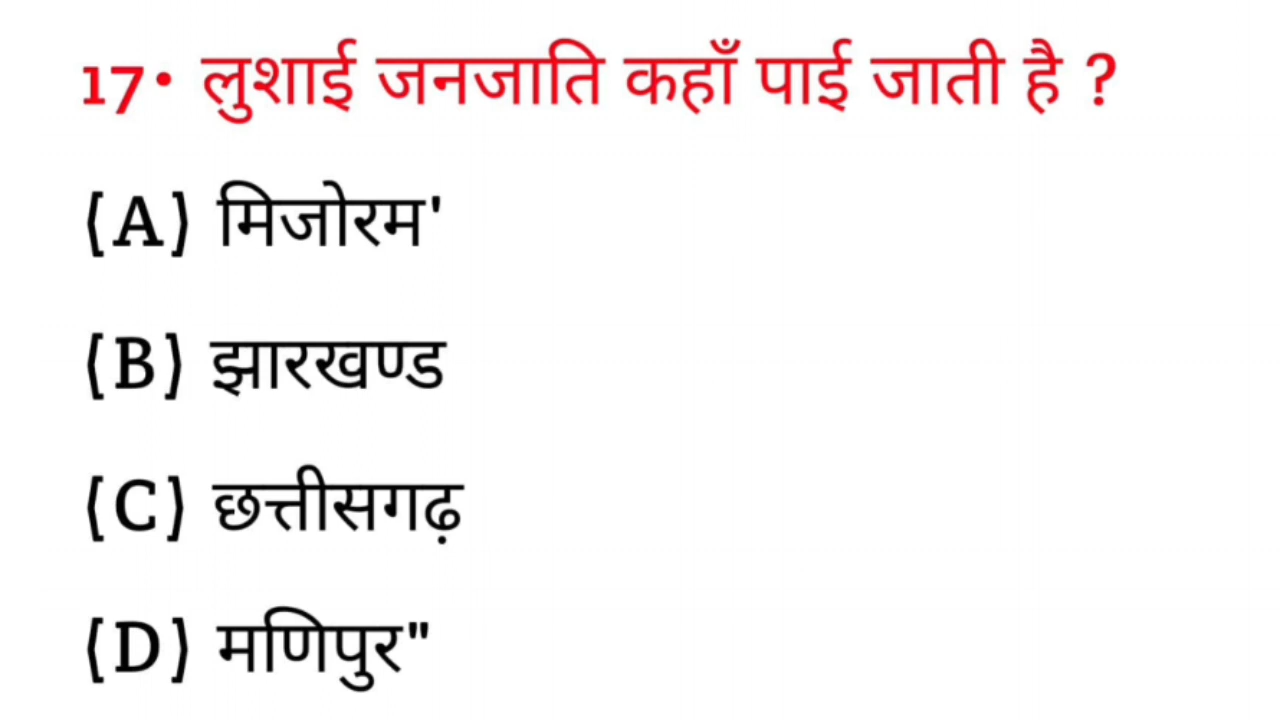 17• लुशाई जनजाति कहाँ पाई जाती है ?
(A) मिजोरम'
(B) झारखण्ड
(C) छत्तीसगढ़
(D) मणिपुर"